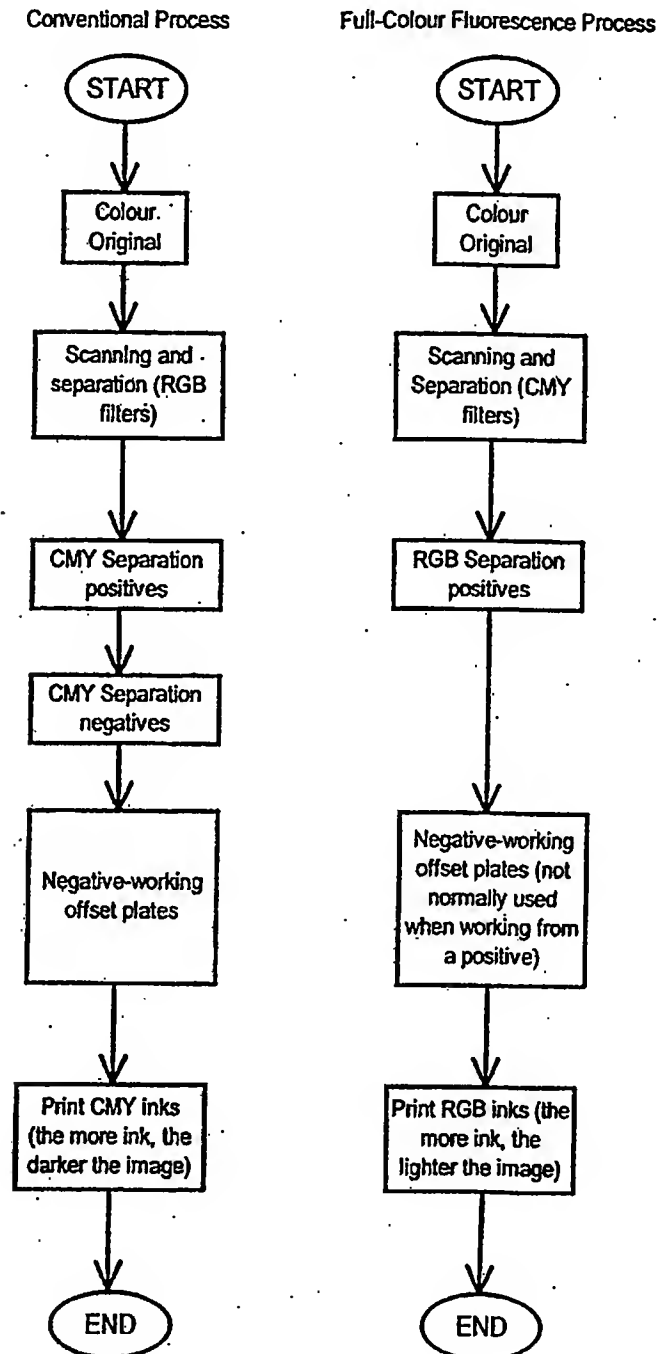 Conventional Process
START
Colour.
Original
Scanning and
separation (RGB
filters)
CMY Separation
positives
CMY Separation
negatives
Negative-working
offset plates
Print CMY inks
(the more ink, the
darker the image)
END
Full-Colour Fluorescence Process
START
Colour
Original
Scanning and
Separation (CMY
filters)
RGB Separation
positives
Negative-working
offset plates (not
normally used
when working from
a positive)
Print RGB inks (the
more ink, the
lighter the image)
END